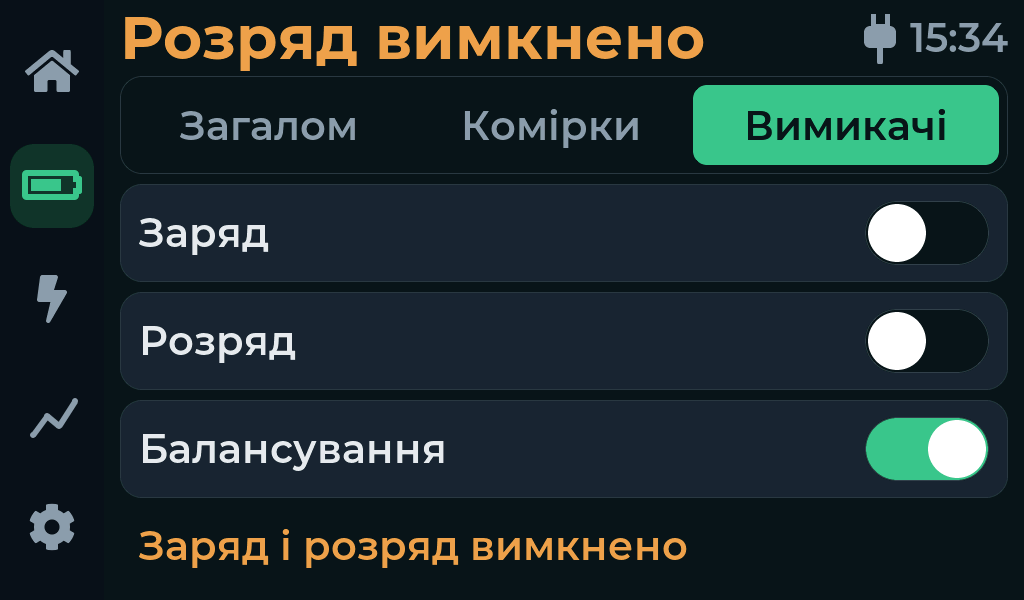 Розряд вимкнено
15:34
Загалом Комірки Вимикачі
Заряд
Розряд
Балансування
Заряд і розряд вимкнено